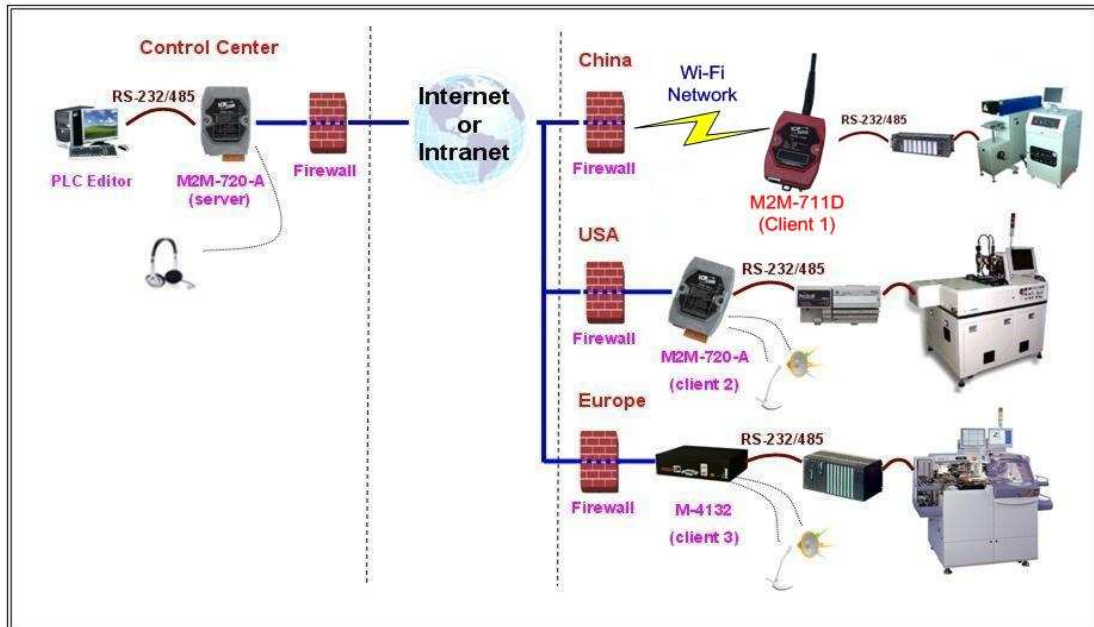 Control Center
RS-232/485
PLC Editor
M2M-720-A
(server)
Firewall
Internet
or
Intranet
China
Firewall
Wi-Fi
Network
M2M-711D
(Client 1)
RS-232/485
USA
Firewall
M2M-720-A
(client 2)
RS-232/485
Europe
Firewall
M-4132
(client 3)
RS-232/485